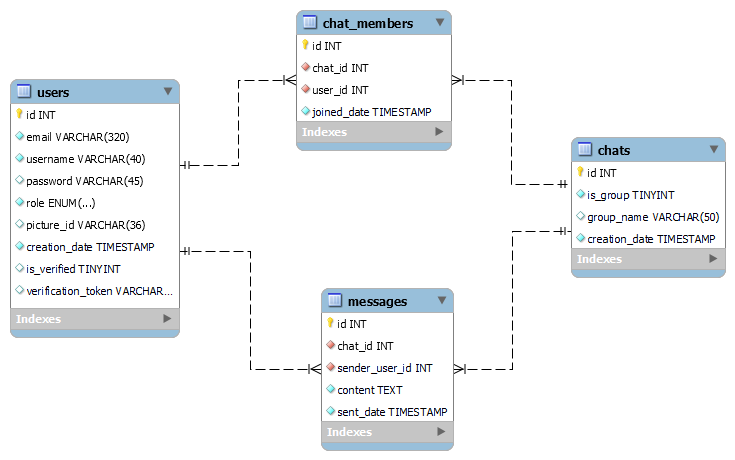 chat_members
id INT
chat_id INT
user_id INT
joined_date TIMESTAMP
Indexes
users
id INT
email VARCHAR(320)
username VARCHAR(40)
password VARCHAR(45)
role ENUM(...)
picture_id VARCHAR(36)
creation_date TIMESTAMP
is_verified TINYINT
verification_token VARCHAR...
Indexes
chats
id INT
is_group TINYINT
group_name VARCHAR(50)
creation_date TIMESTAMP
Indexes
messages
id INT
chat_id INT
sender_user_id INT
content TEXT
sent_date TIMESTAMP
Indexes